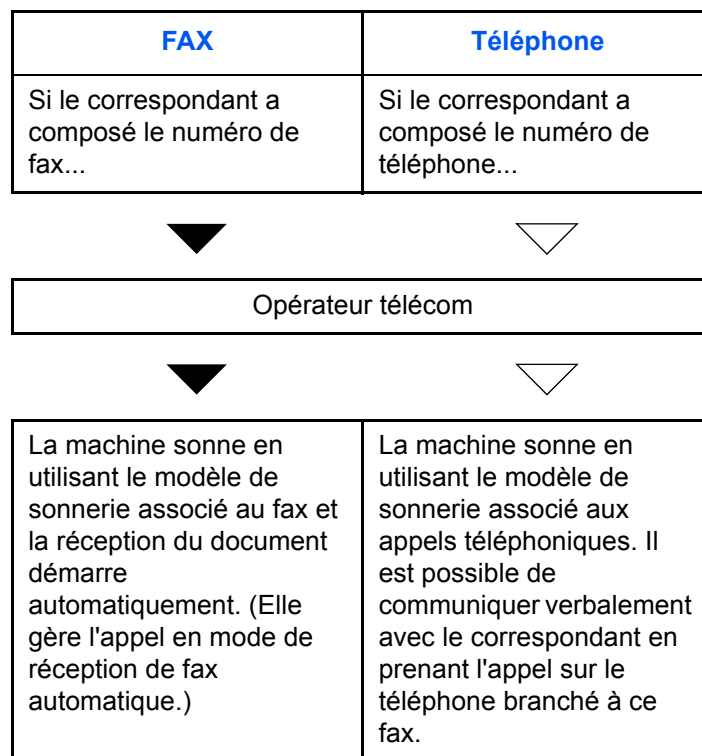 FAX
Téléphone
Si le correspondant a
composé le numéro de
fax...
Si le correspondant a
composé le numéro de
téléphone...
Opérateur télécom
La machine sonne en
utilisant le modèle de
sonnerie associé au fax et
la réception du document
démarre
automatiquement. (Elle
gère l'appel en mode de
réception de fax
automatique.)
La machine sonne en
utilisant le modèle de
sonnerie associé aux
appels téléphoniques. Il
est possible de
communiquer verbalement
avec le correspondant en
prenant l'appel sur le
téléphone branché à ce
fax.